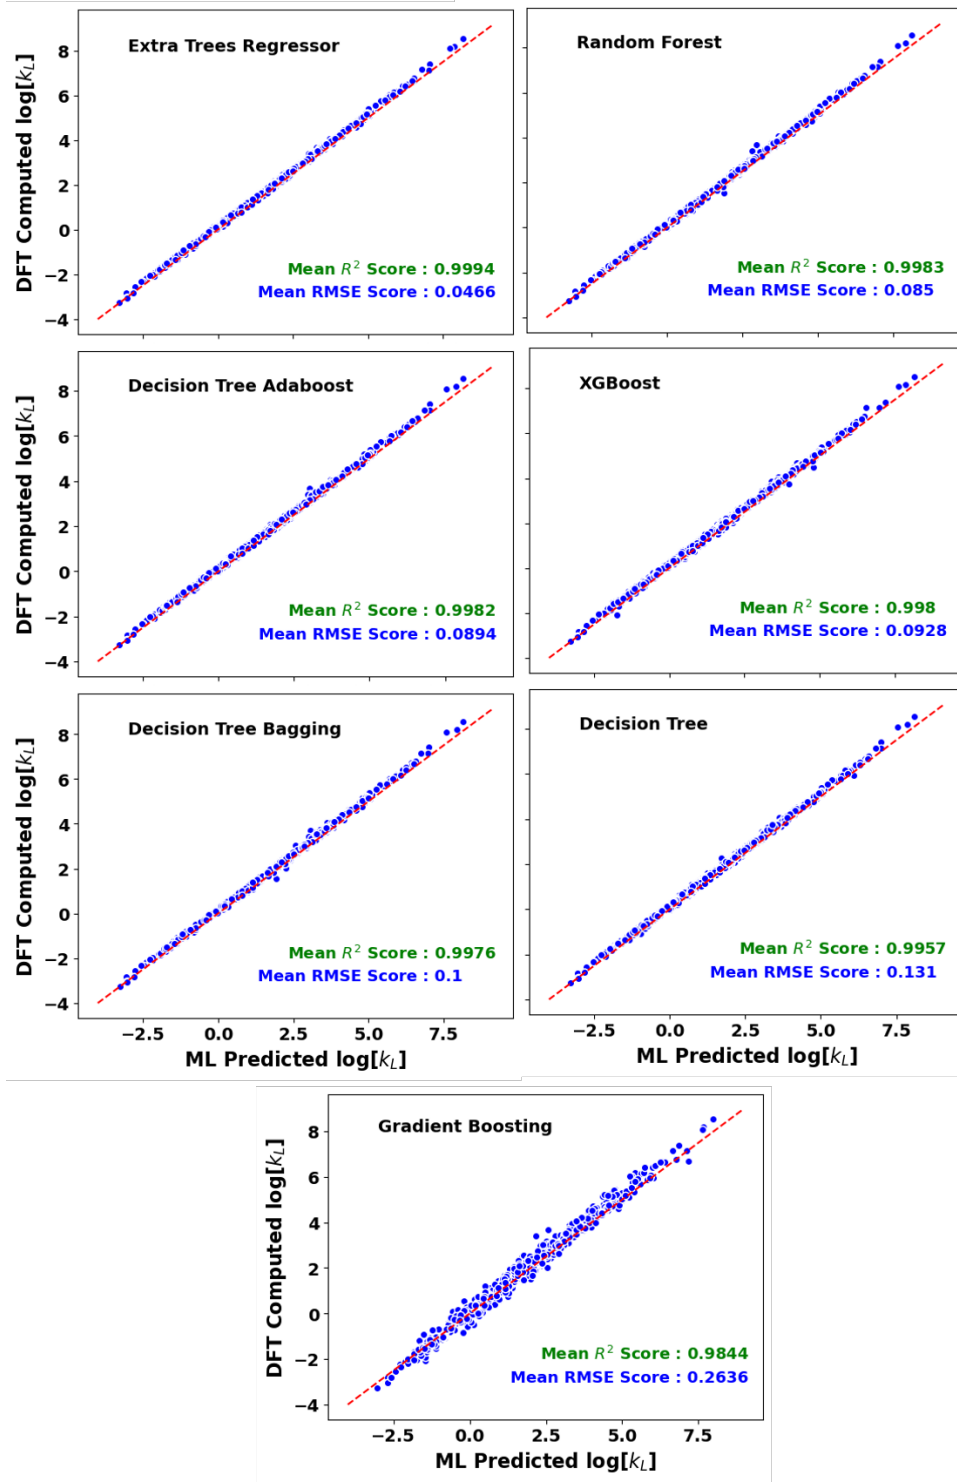 Extra Trees Regressor
DFT Computed log[k_L]
8
6
4
2
0
−2
−4
Mean R² Score : 0.9994
Mean RMSE Score : 0.0466
Random Forest
Mean R² Score : 0.9983
Mean RMSE Score : 0.085
Decision Tree Adaboost
DFT Computed log[k_L]
8
6
4
2
0
−2
−4
Mean R² Score : 0.9982
Mean RMSE Score : 0.0894
XGBoost
Mean R² Score : 0.998
Mean RMSE Score : 0.0928
Decision Tree Bagging
DFT Computed log[k_L]
8
6
4
2
0
−2
−4
Mean R² Score : 0.9976
Mean RMSE Score : 0.1
−2.5 0.0 2.5 5.0 7.5
ML Predicted log[k_L]
Decision Tree
Mean R² Score : 0.9957
Mean RMSE Score : 0.131
−2.5 0.0 2.5 5.0 7.5
ML Predicted log[k_L]
Gradient Boosting
DFT Computed log[k_L]
8
6
4
2
0
−2
−4
Mean R² Score : 0.9844
Mean RMSE Score : 0.2636
−2.5 0.0 2.5 5.0 7.5
ML Predicted log[k_L]